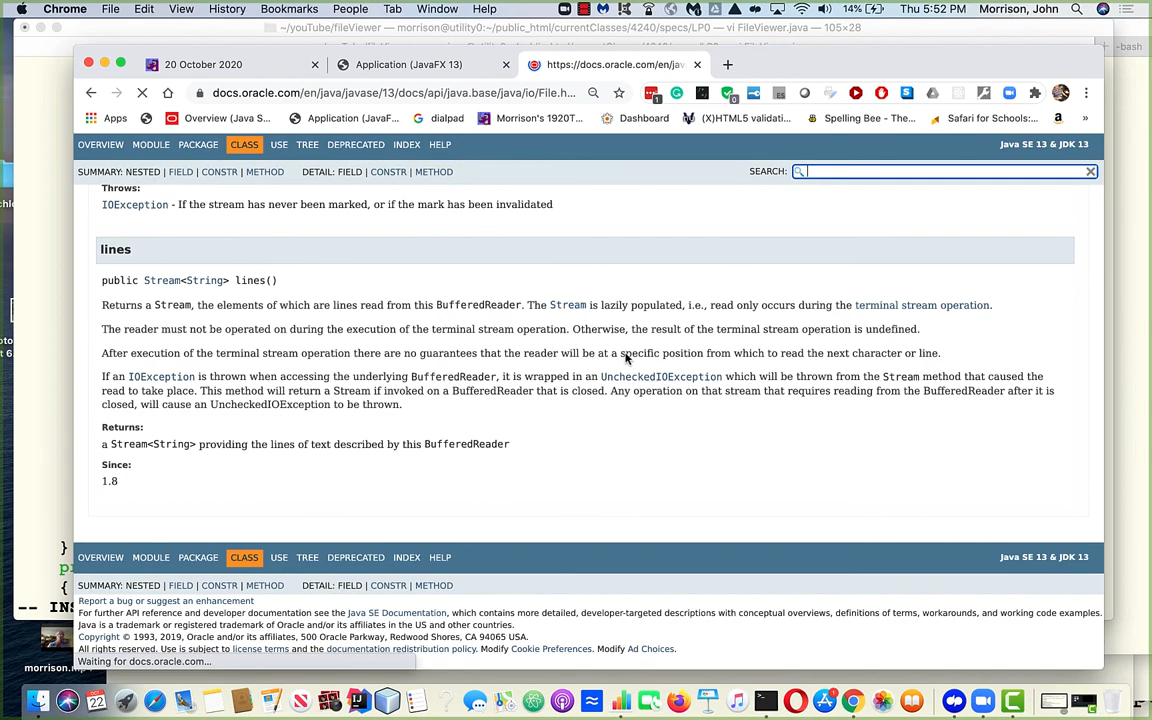 Chrome File Edit View History Bookmarks People Tab Window Help 14% Thu 5:52 PM Morrison, John
~/youTube/fileViewer — morrison@utility0:~/public_html/currentClasses/4240/specs/LP0 — vi FileViewer.java — 105×28
-bash
20 October 2020 Application (JavaFX 13) https://docs.oracle.com/en/jav
docs.oracle.com/en/java/javase/13/docs/api/java.base/java/io/File.h...
Apps Overview (Java S... Application (JavaF... dialpad Morrison's 1920T... Dashboard (X)HTML5 validati... Spelling Bee - The... Safari for Schools:... »
OVERVIEW MODULE PACKAGE CLASS USE TREE DEPRECATED INDEX HELP Java SE 13 & JDK 13
SUMMARY: NESTED | FIELD | CONSTR | METHOD DETAIL: FIELD | CONSTR | METHOD SEARCH:
Throws:
IOException - If the stream has never been marked, or if the mark has been invalidated
lines
public Stream<String> lines()
Returns a Stream, the elements of which are lines read from this BufferedReader. The Stream is lazily populated, i.e., read only occurs during the terminal stream operation.
The reader must not be operated on during the execution of the terminal stream operation. Otherwise, the result of the terminal stream operation is undefined.
After execution of the terminal stream operation there are no guarantees that the reader will be at a specific position from which to read the next character or line.
If an IOException is thrown when accessing the underlying BufferedReader, it is wrapped in an UncheckedIOException which will be thrown from the Stream method that caused the
read to take place. This method will return a Stream if invoked on a BufferedReader that is closed. Any operation on that stream that requires reading from the BufferedReader after it is
closed, will cause an UncheckedIOException to be thrown.
Returns:
a Stream<String> providing the lines of text described by this BufferedReader
Since:
1.8
}
{
-- IN
OVERVIEW MODULE PACKAGE CLASS USE TREE DEPRECATED INDEX HELP Java SE 13 & JDK 13
SUMMARY: NESTED | FIELD | CONSTR | METHOD DETAIL: FIELD | CONSTR | METHOD
Report a bug or suggest an enhancement
For further API reference and developer documentation see the Java SE Documentation, which contains more detailed, developer-targeted descriptions with conceptual overviews, definitions of terms, workarounds, and working code examples.
Java is a trademark or registered trademark of Oracle and/or its affiliates in the US and other countries.
Copyright © 1993, 2019, Oracle and/or its affiliates, 500 Oracle Parkway, Redwood Shores, CA 94065 USA.
All rights reserved. Use is subject to license terms and the documentation redistribution policy. Modify Cookie Preferences. Modify Ad Choices.
Waiting for docs.oracle.com...